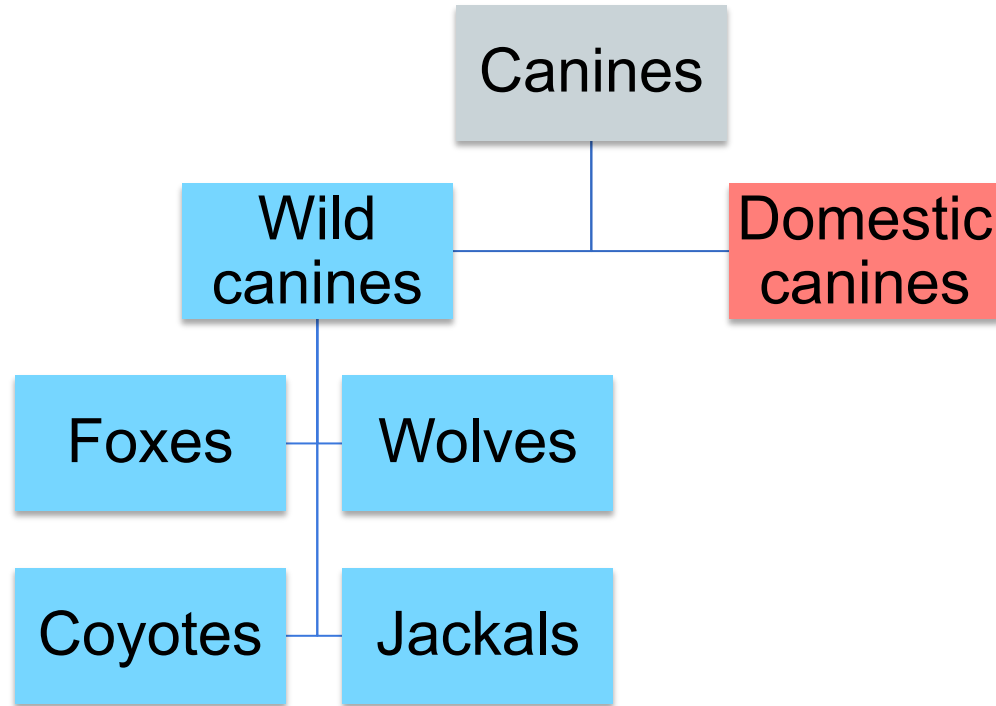 Canines
Wild
canines
Domestic
canines
Foxes
Wolves
Coyotes
Jackals